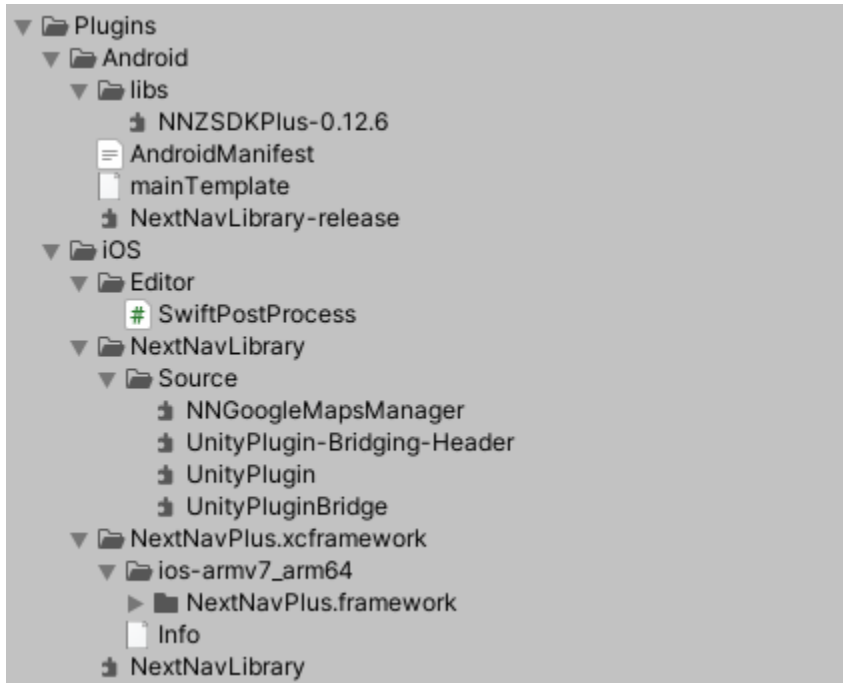 Plugins
Android
libs
NNZSDKPlus-0.12.6
AndroidManifest
mainTemplate
NextNavLibrary-release
iOS
Editor
# SwiftPostProcess
NextNavLibrary
Source
NNGoogleMapsManager
UnityPlugin-Bridging-Header
UnityPlugin
UnityPluginBridge
NextNavPlus.xcframework
ios-armv7_arm64
NextNavPlus.framework
Info
NextNavLibrary